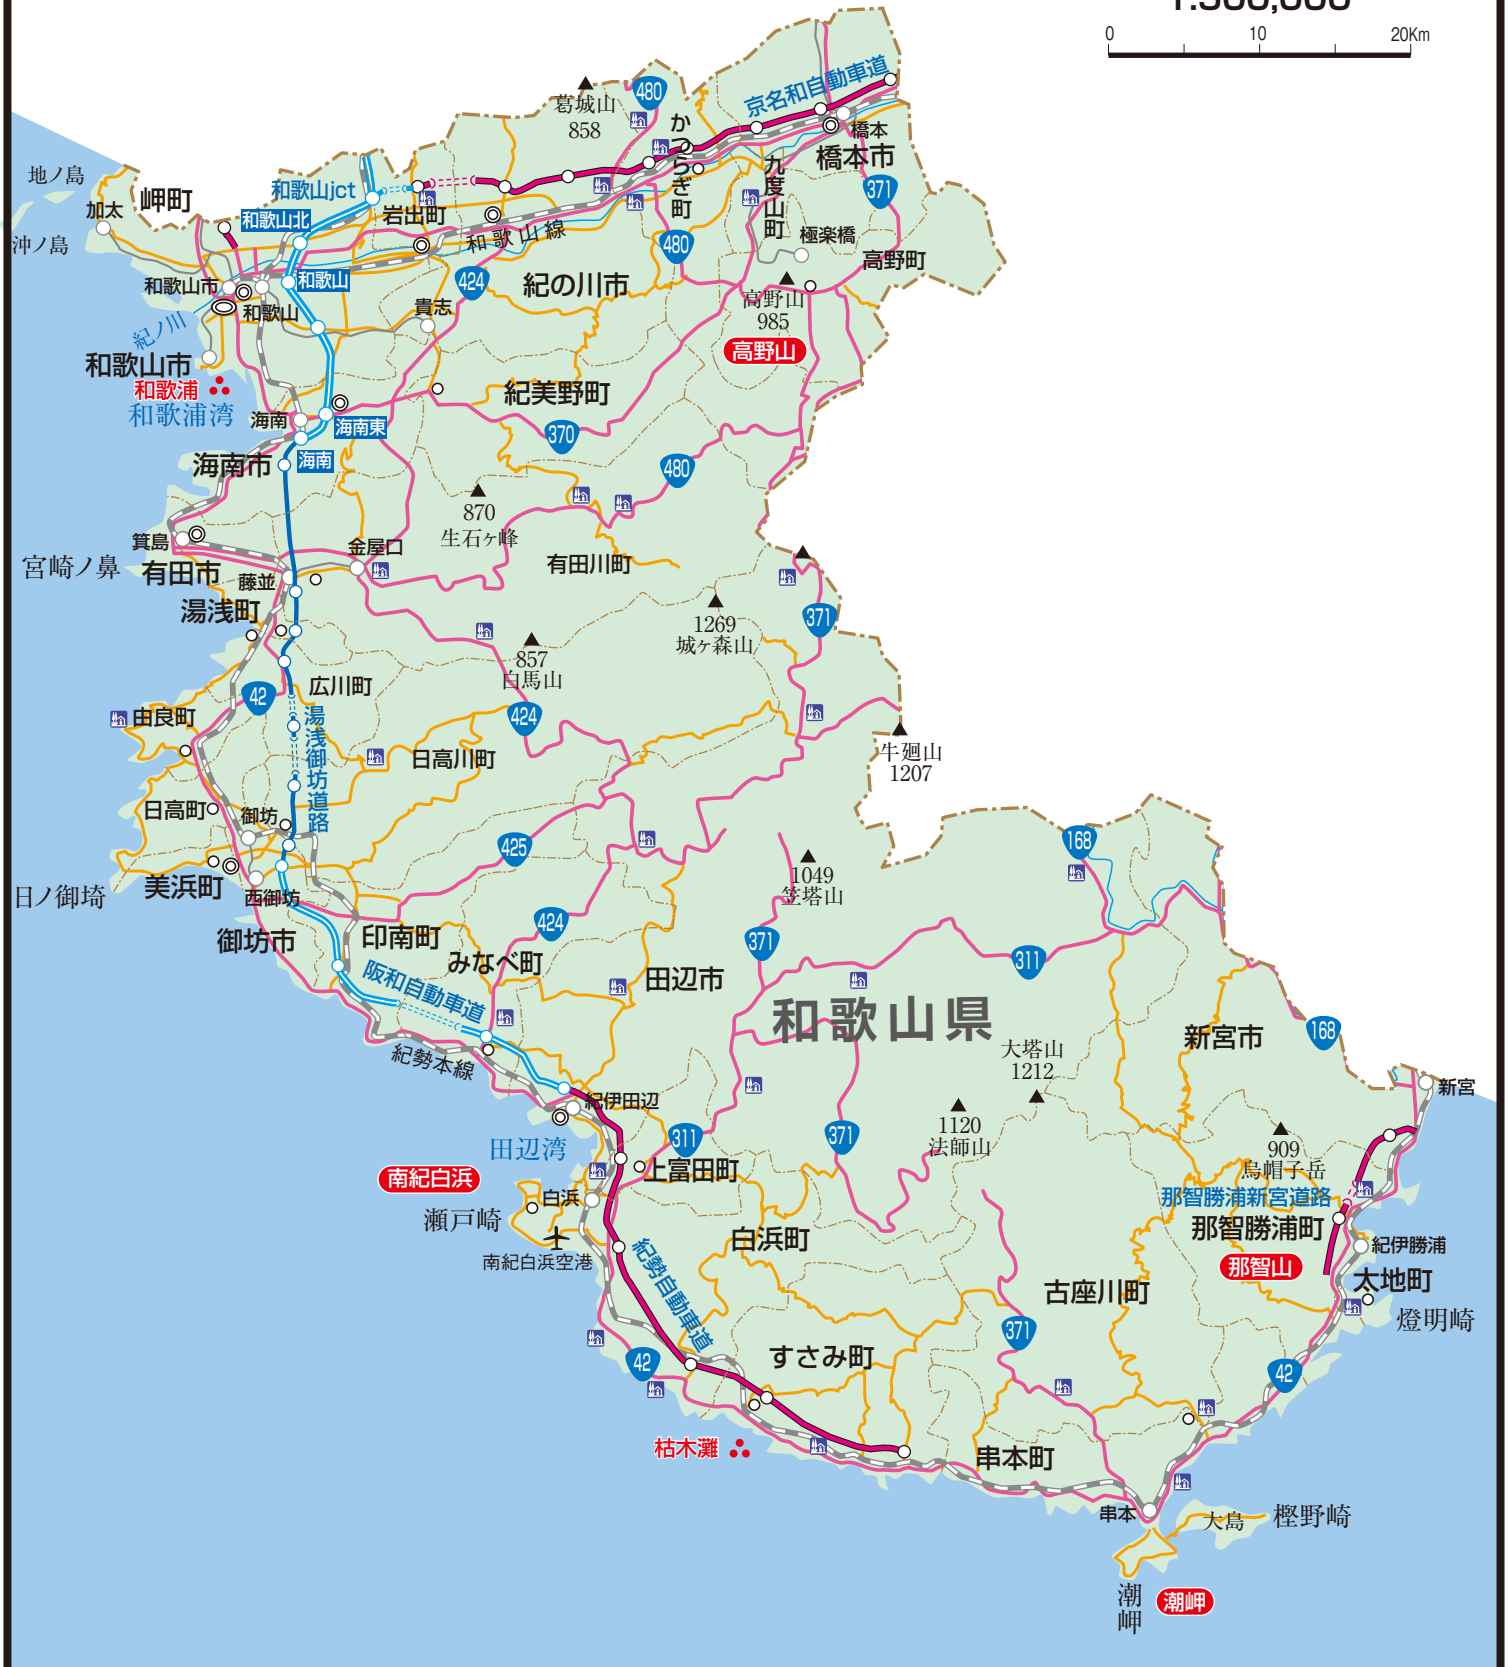 0 10 20Km
葛城山
858
480
京名和自動車道
かつらぎ町
橋本
橋本市
九度山町
371
地ノ島
加太
岬町
和歌山jct
和歌山北
岩出町
沖ノ島
和歌山線
480
極楽橋
高野町
和歌山市
和歌山
424
紀の川市
貴志
高野山
985
高野山
紀ノ川
和歌山
和歌山市
和歌浦
和歌浦湾
紀美野町
海南
海南東
370
海南市
海南
480
870
生石ヶ峰
箕島
宮崎ノ鼻
有田市
金屋口
藤並
有田川町
湯浅町
1269
城ヶ森山
371
857
白馬山
広川町
42
424
由良町
湯浅御坊道路
日高川町
牛廻山
1207
日高町
御坊
425
168
1049
笠塔山
日ノ御埼
美浜町
西御坊
御坊市
印南町
424
371
みなべ町
田辺市
311
阪和自動車道
和歌山県
新宮市
168
紀勢本線
大塔山
1212
新宮
紀伊田辺
田辺湾
311
371
1120
法師山
909
烏帽子岳
南紀白浜
上富田町
白浜
瀬戸崎
那智勝浦新宮道路
那智勝浦町
白浜町
南紀白浜空港
紀伊勝浦
那智山
太地町
紀勢自動車道
古座川町
燈明崎
371
すさみ町
42
42
枯木灘
串本町
串本
大島
樫野崎
潮岬
潮岬